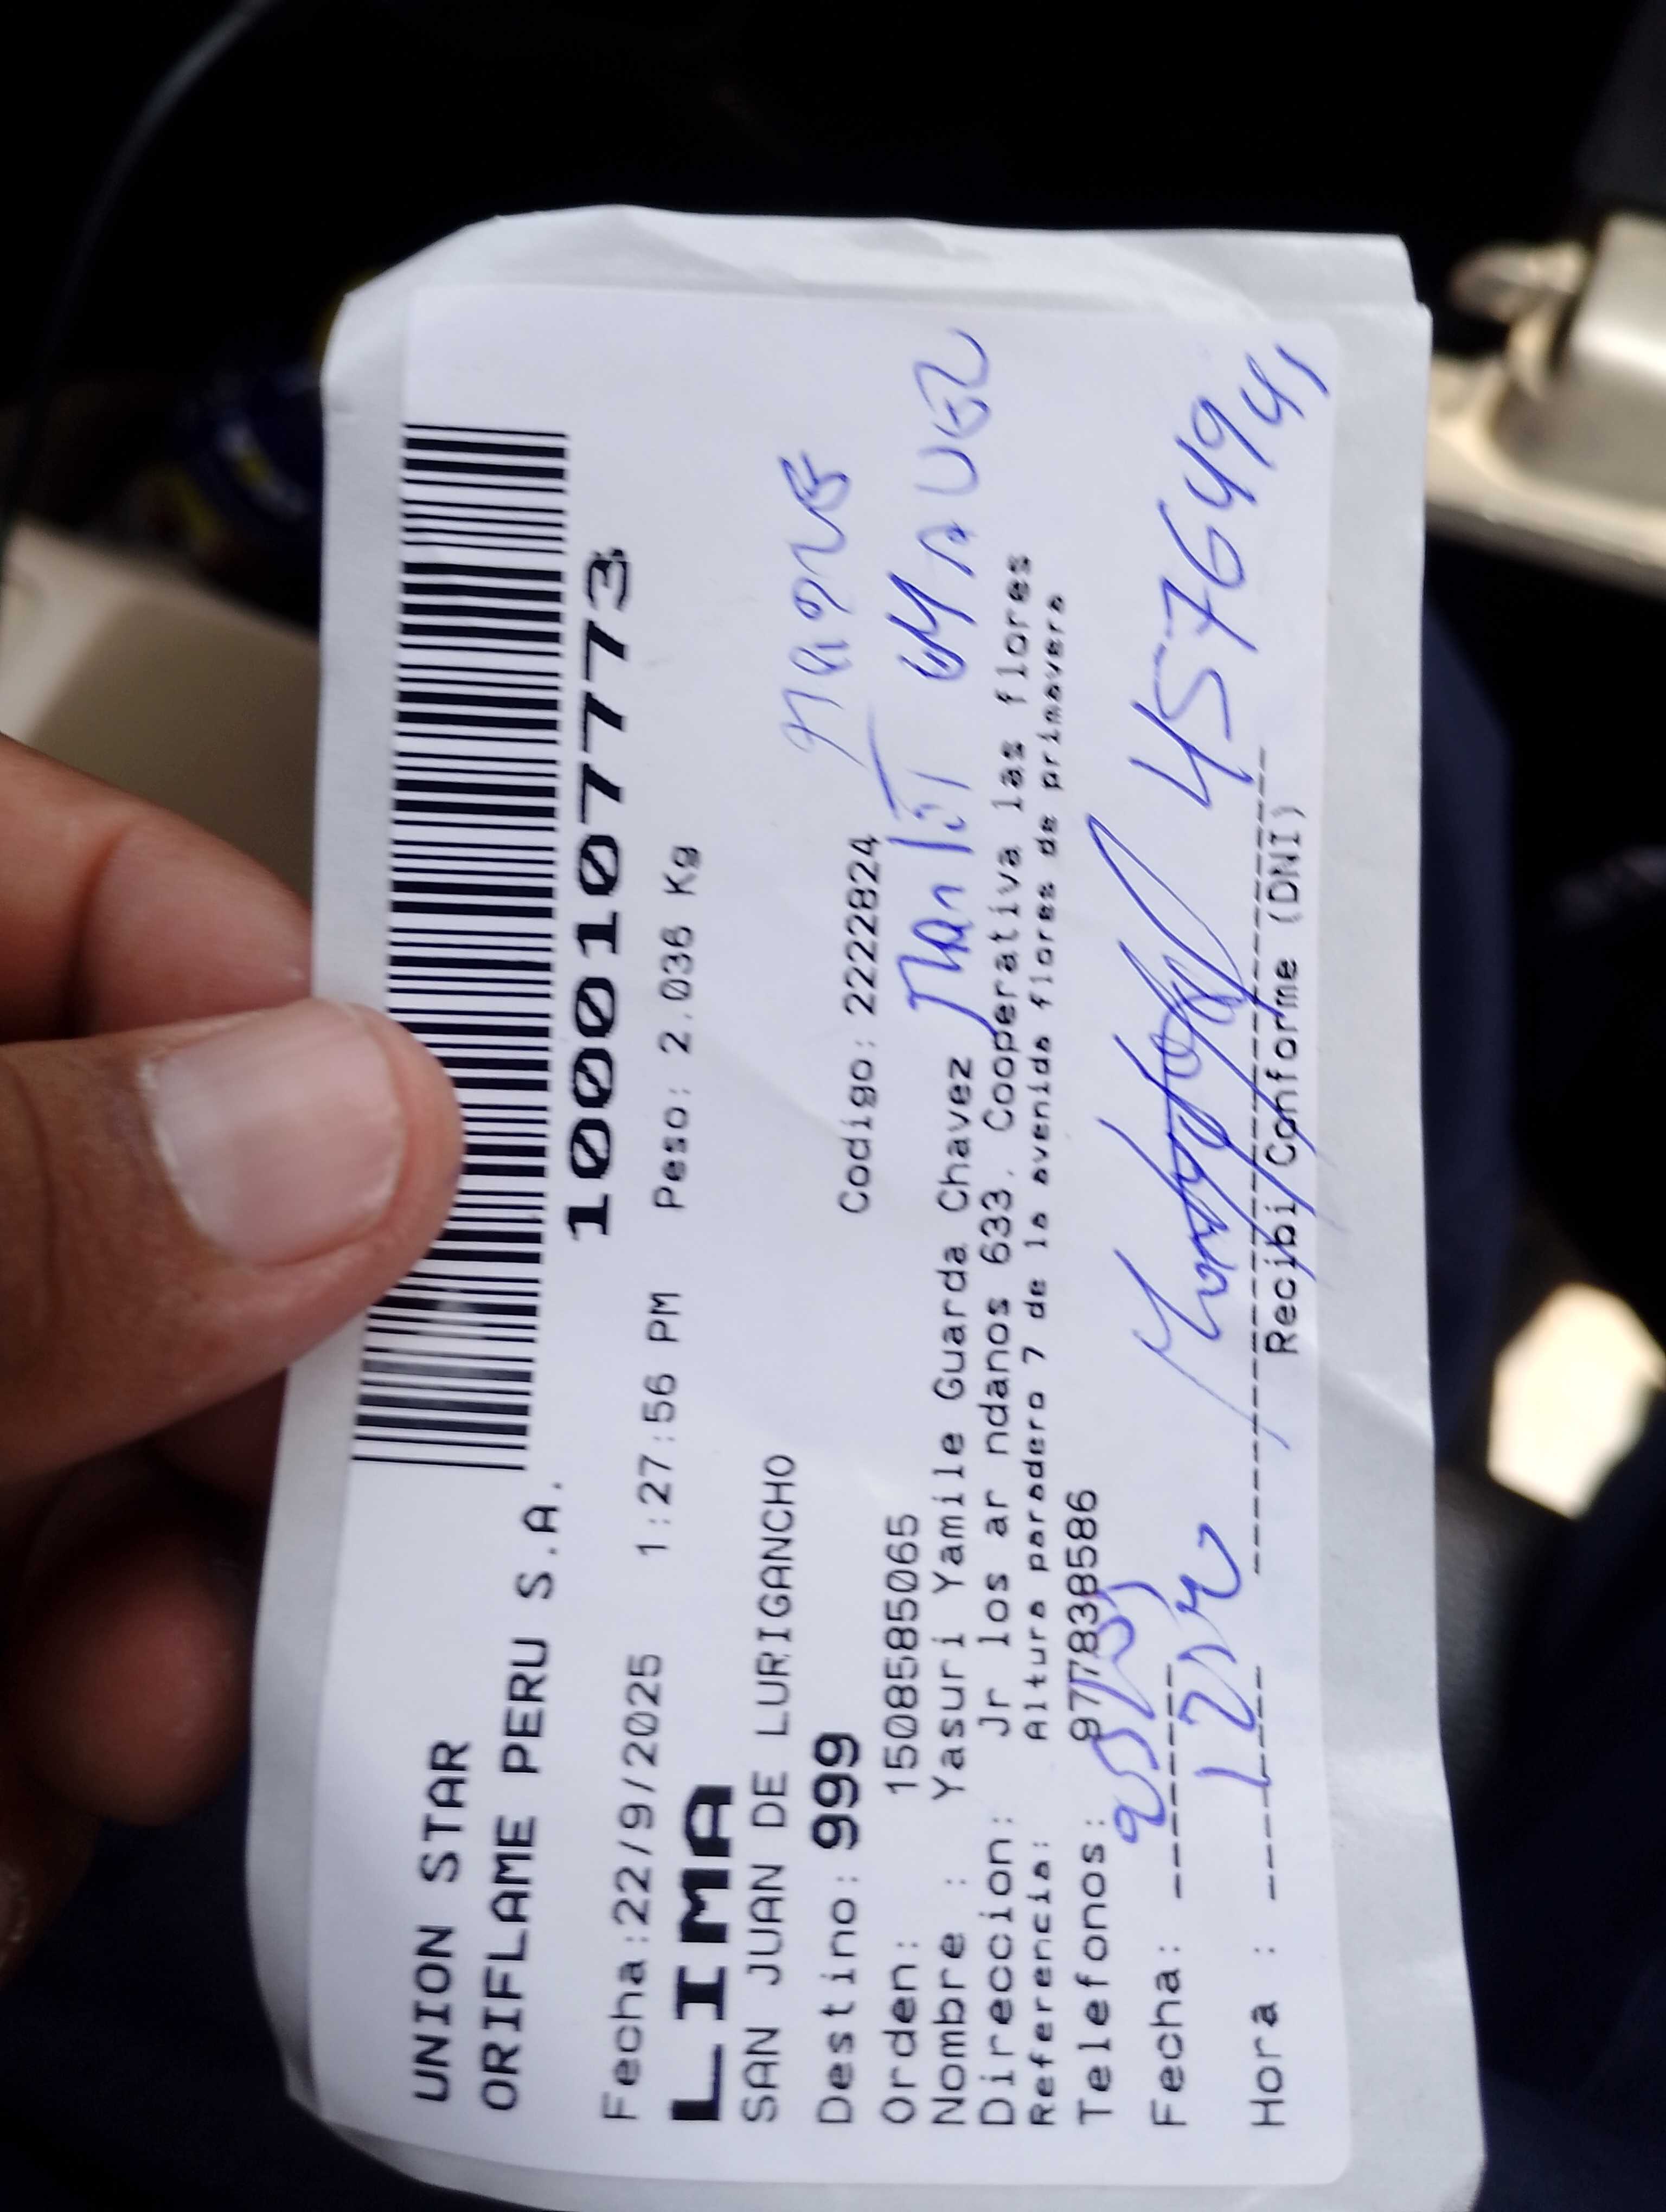 UNION STAR
ORIFLAME PERU S.A.
1000107773
Fecha:22/9/2025 1:27:56 PM Peso: 2.036 Kg
LIMA
SAN JUAN DE LURIGANCHO
Destino: 999 Codigo: 2222824
Orden: 1508585065
Nombre : Yasuri Yamile Guarda Chavez
MANUEL
Direccion: Jr los ar ndanos 633. Cooperativa las flores
Referencia: Altura paradero 7 de la avenida flores de primavera
Telefonos: 977838586
Fecha:
45764941
Hora :
Recibi Conforme (DNI)